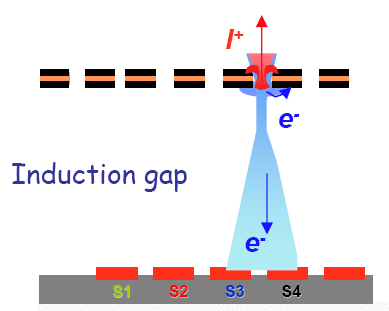 I+
e-
Induction gap
e-
S1 S2 S3 S4